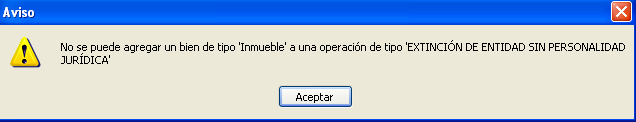 Aviso
No se puede agregar un bien de tipo 'Inmueble' a una operación de tipo 'EXTINCIÓN DE ENTIDAD SIN PERSONALIDAD
JURÍDICA'
Aceptar